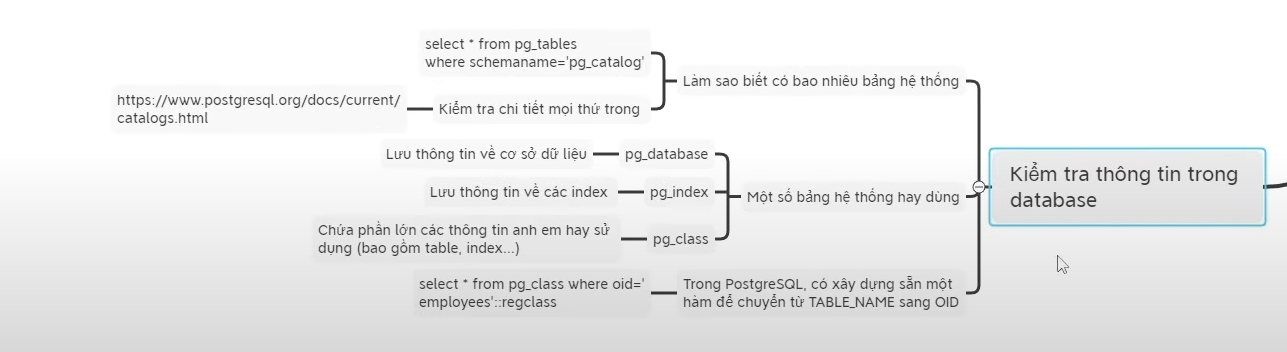 Kiểm tra thông tin trong
database
Làm sao biết có bao nhiêu bảng hệ thống
select * from pg_tables
where schemaname='pg_catalog'
Kiểm tra chi tiết mọi thứ trong
https://www.postgresql.org/docs/current/
catalogs.html
Một số bảng hệ thống hay dùng
pg_database
Lưu thông tin về cơ sở dữ liệu
pg_index
Lưu thông tin về các index
pg_class
Chứa phần lớn các thông tin anh em hay sử
dụng (bao gồm table, index...)
Trong PostgreSQL, có xây dựng sẵn một
hàm để chuyển từ TABLE_NAME sang OID
select * from pg_class where oid='
employees'::regclass